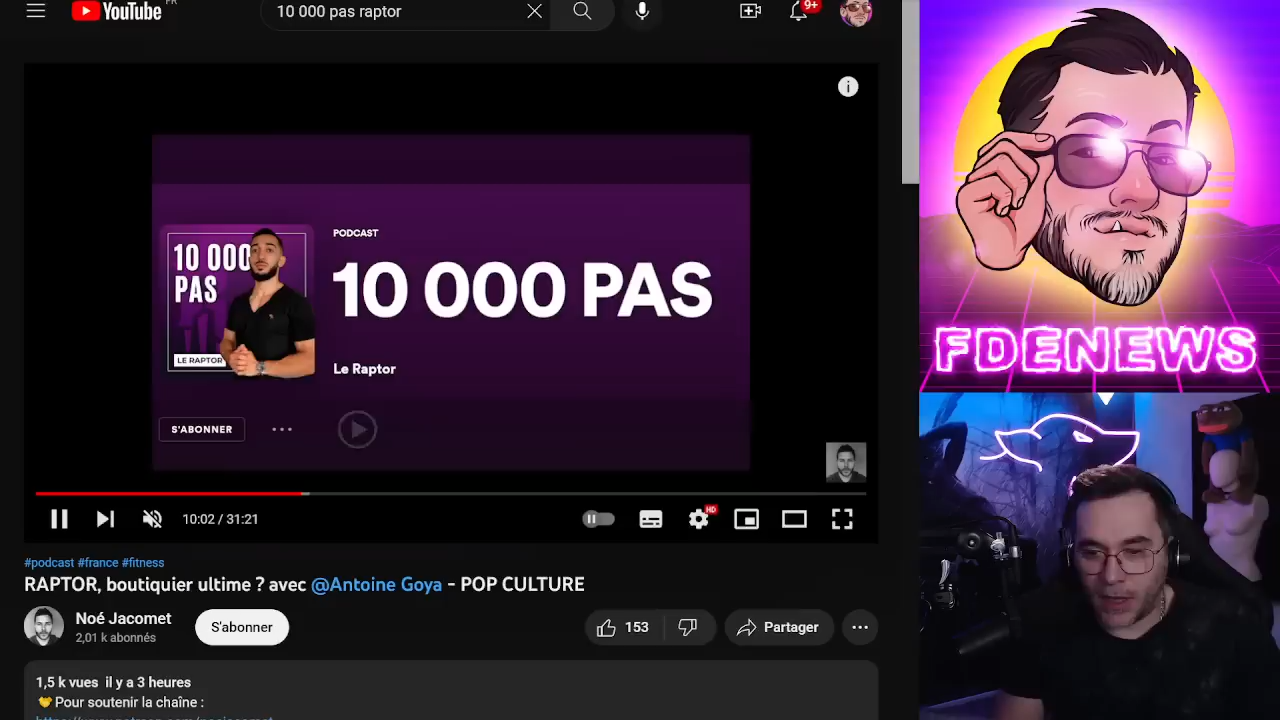 YouTube
FR
10 000 pas raptor
9+
PODCAST
10 000 PAS
10 000
PAS
LE RAPTOR
Le Raptor
S'ABONNER
10:02 / 31:21
HD
#podcast #france #fitness
RAPTOR, boutiquier ultime ? avec @Antoine Goya - POP CULTURE
Noé Jacomet
2,01 k abonnés
S'abonner
153
Partager
1,5 k vues il y a 3 heures
Pour soutenir la chaîne :
FDENEWS